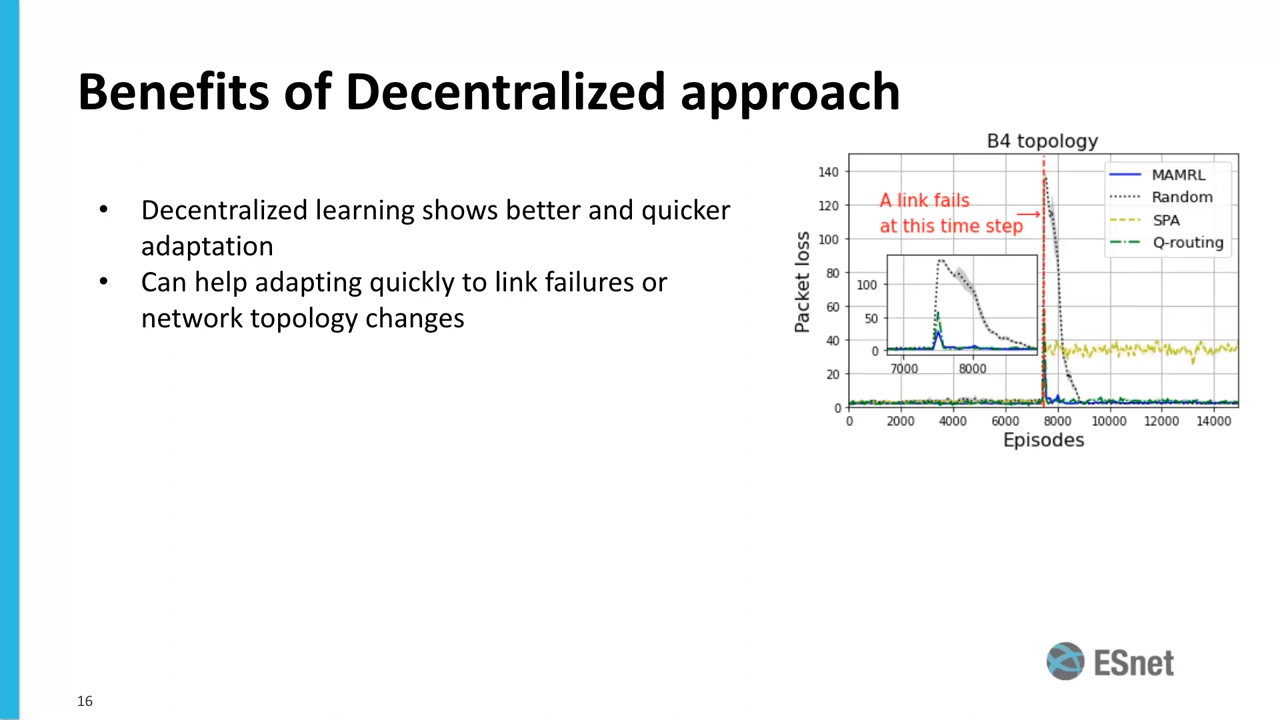 Benefits of Decentralized approach
• Decentralized learning shows better and quicker
adaptation
• Can help adapting quickly to link failures or
network topology changes
B4 topology
MAMRL
Random
SPA
Q-routing
A link fails
at this time step
Packet loss
140
120
100
80
60
40
20
0
100
50
0
7000 8000
0 2000 4000 6000 8000 10000 12000 14000
Episodes
ESnet
16